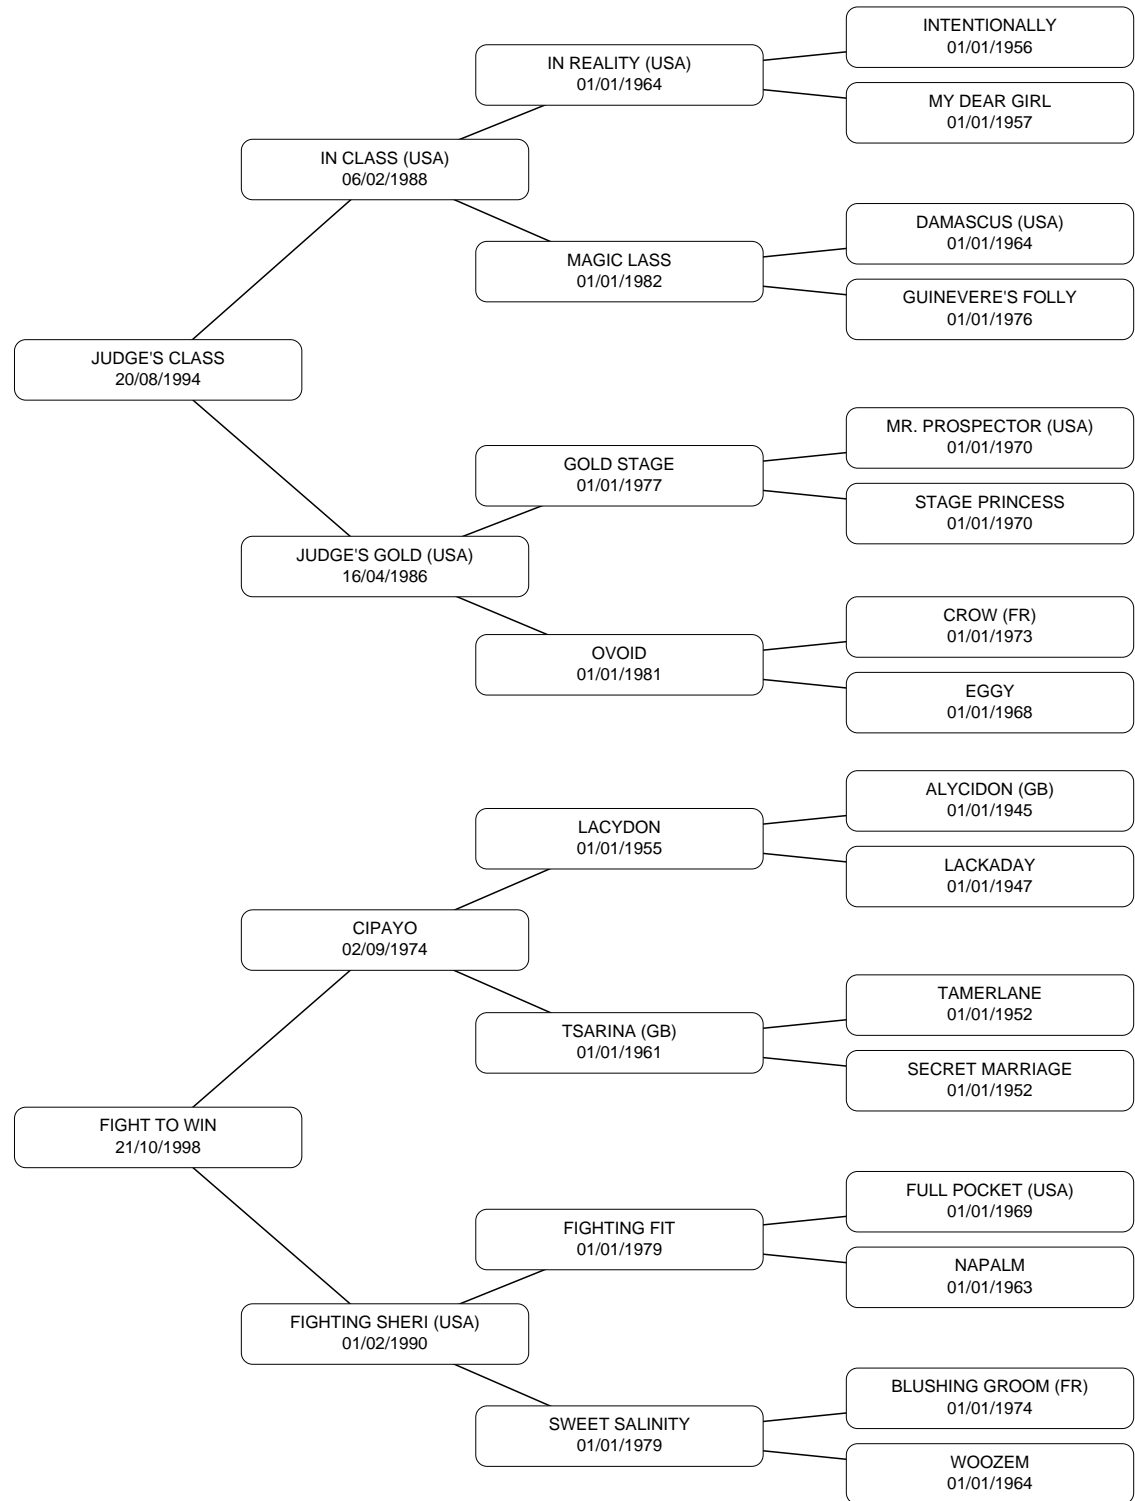 INTENTIONALLY
01/01/1956
IN REALITY (USA)
01/01/1964
MY DEAR GIRL
01/01/1957
IN CLASS (USA)
06/02/1988
DAMASCUS (USA)
01/01/1964
MAGIC LASS
01/01/1982
GUINEVERE'S FOLLY
01/01/1976
JUDGE'S CLASS
20/08/1994
MR. PROSPECTOR (USA)
01/01/1970
GOLD STAGE
01/01/1977
STAGE PRINCESS
01/01/1970
JUDGE'S GOLD (USA)
16/04/1986
CROW (FR)
01/01/1973
OVOID
01/01/1981
EGGY
01/01/1968
ALYCIDON (GB)
01/01/1945
LACYDON
01/01/1955
LACKADAY
01/01/1947
CIPAYO
02/09/1974
TAMERLANE
01/01/1952
TSARINA (GB)
01/01/1961
SECRET MARRIAGE
01/01/1952
FIGHT TO WIN
21/10/1998
FULL POCKET (USA)
01/01/1969
FIGHTING FIT
01/01/1979
NAPALM
01/01/1963
FIGHTING SHERI (USA)
01/02/1990
BLUSHING GROOM (FR)
01/01/1974
SWEET SALINITY
01/01/1979
WOOZEM
01/01/1964